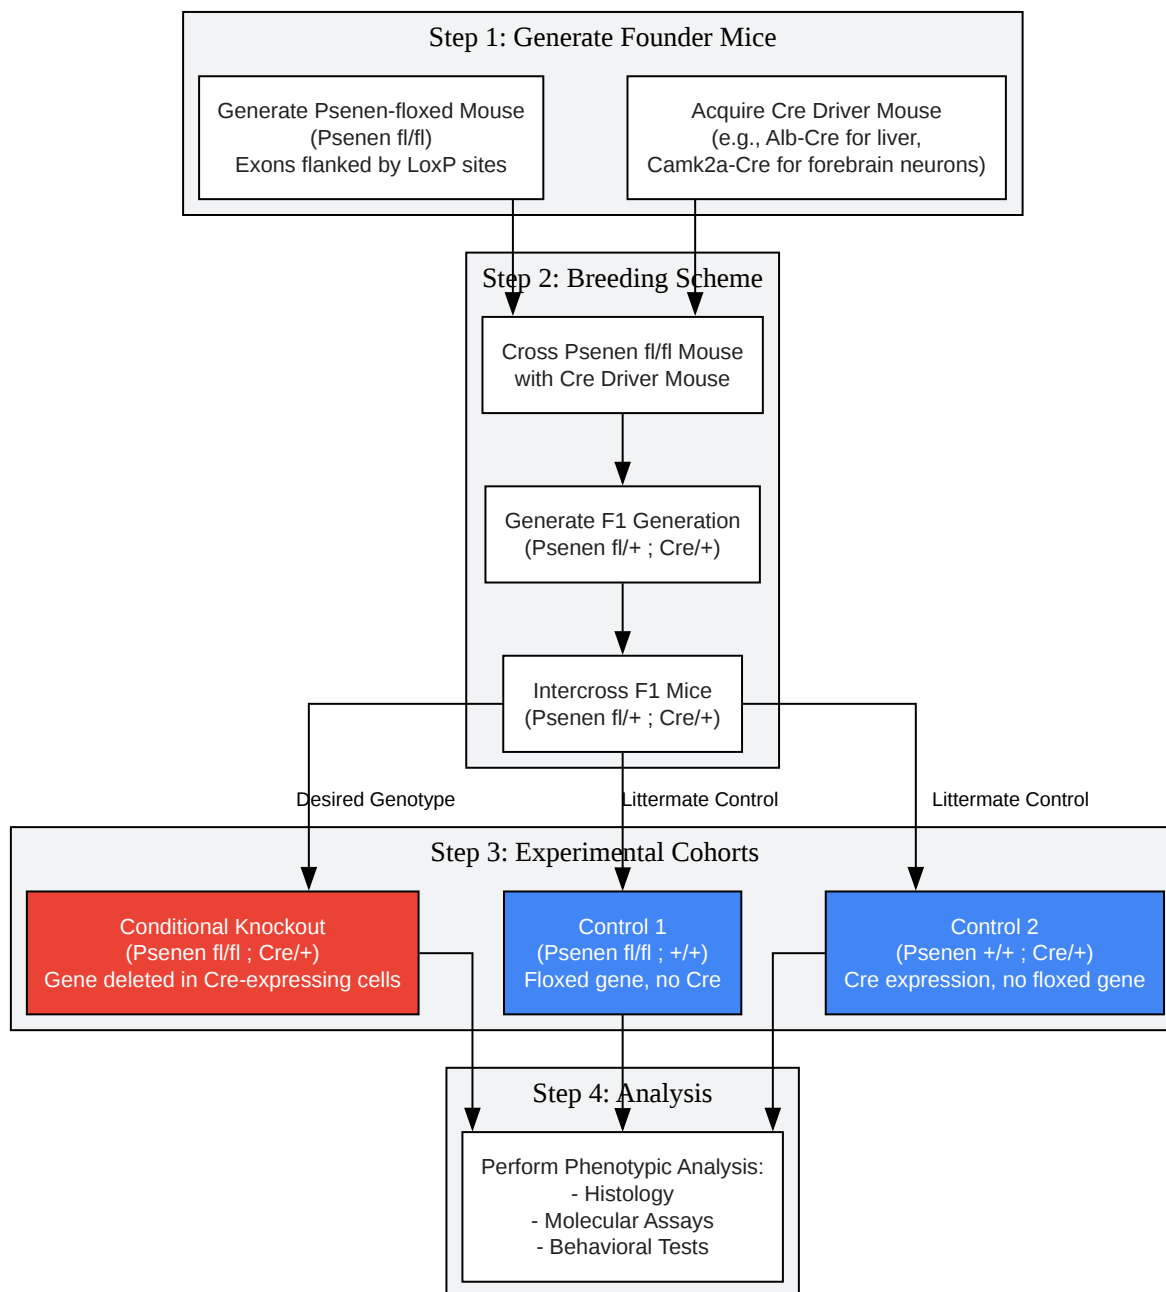 Step 1: Generate Founder Mice
Generate Psenen-floxed Mouse
(Psenen fl/fl)
Exons flanked by LoxP sites
Acquire Cre Driver Mouse
(e.g., Alb-Cre for liver,
Camk2a-Cre for forebrain neurons)
Step 2: Breeding Scheme
Cross Psenen fl/fl Mouse
with Cre Driver Mouse
Generate F1 Generation
(Psenen fl/+ ; Cre/+)
Intercross F1 Mice
(Psenen fl/+ ; Cre/+)
Desired Genotype
Littermate Control
Littermate Control
Step 3: Experimental Cohorts
Conditional Knockout
(Psenen fl/fl ; Cre/+)
Gene deleted in Cre-expressing cells
Control 1
(Psenen fl/fl ; +/+)
Floxed gene, no Cre
Control 2
(Psenen +/+ ; Cre/+)
Cre expression, no floxed gene
Step 4: Analysis
Perform Phenotypic Analysis:
- Histology
- Molecular Assays
- Behavioral Tests